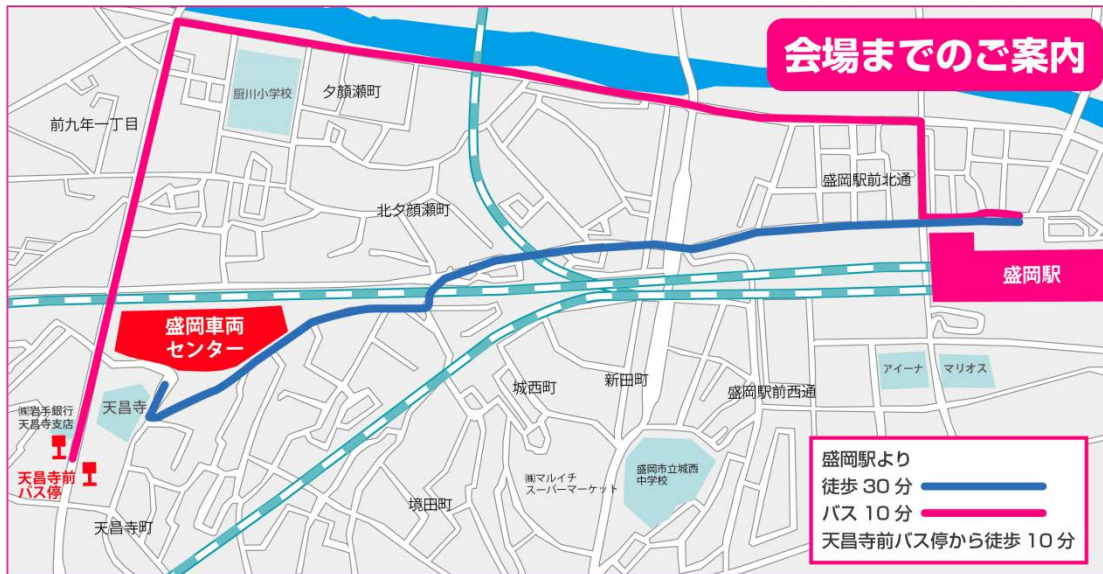 会場までのご案内
厨川小学校
夕顔瀬町
前九年一丁目
盛岡駅前北通
北夕顔瀬町
盛岡駅
盛岡車両
センター
アイーナ
マリオス
城西町
新田町
盛岡駅前西通
天昌寺
㈱岩手銀行
天昌寺支店
天昌寺前
バス停
㈱マルイチ
スーパーマーケット
盛岡市立城西
中学校
境田町
天昌寺町
盛岡駅より
徒歩30分
バス10分
天昌寺前バス停から徒歩10分